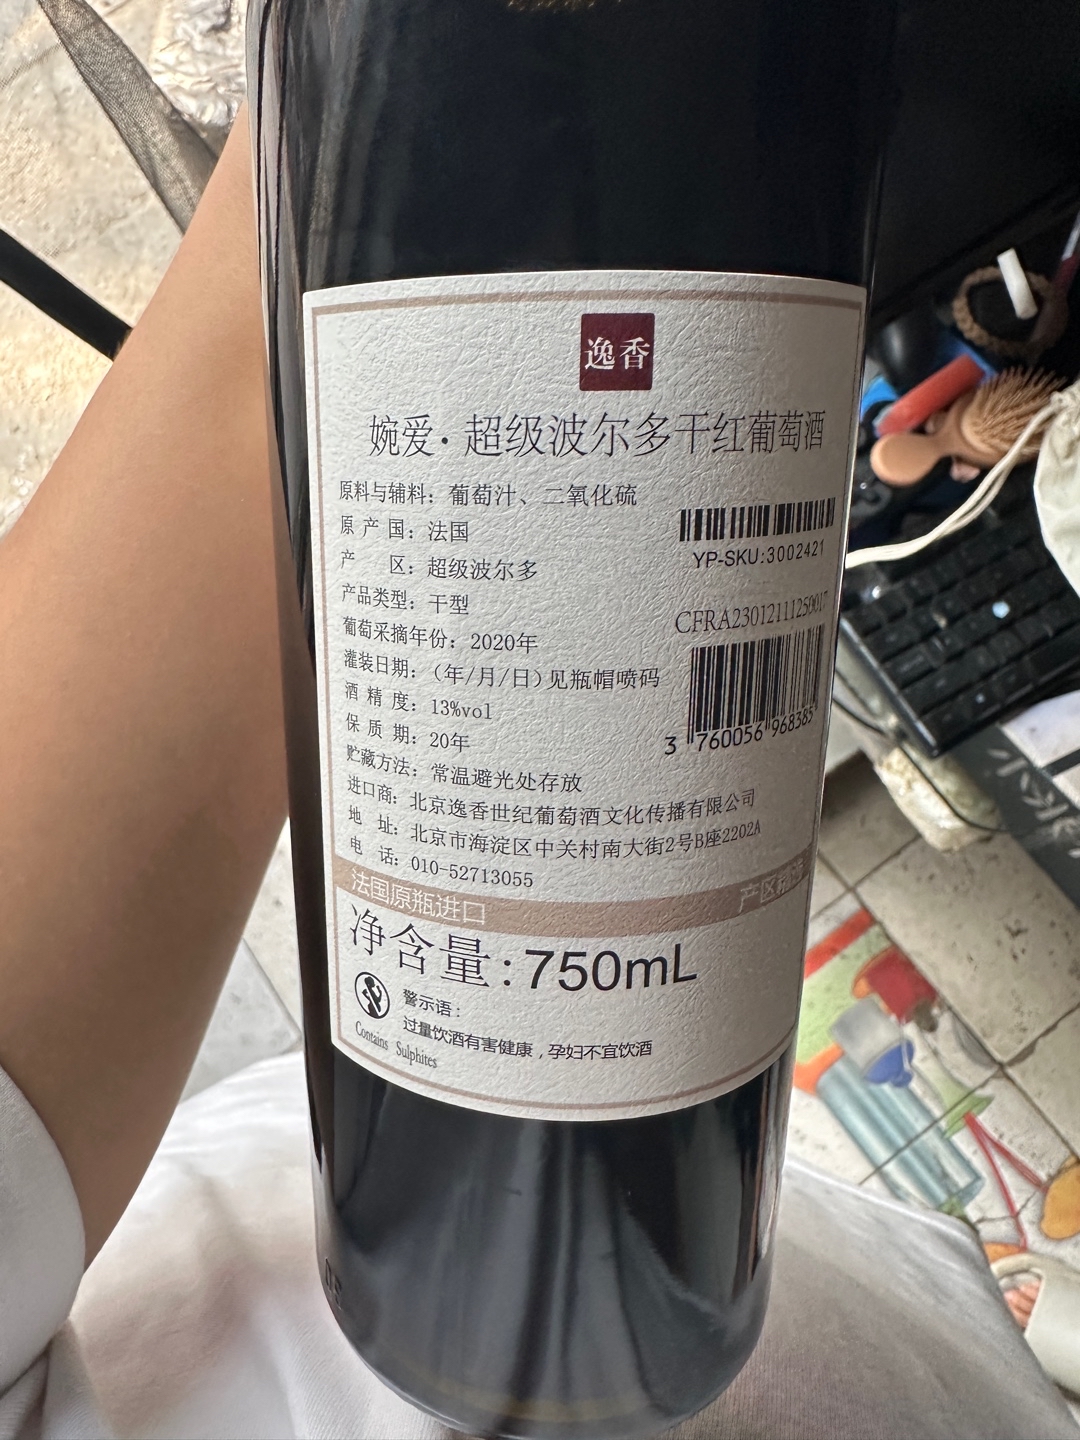 逸香
婉爱·超级波尔多干红葡萄酒
原料与辅料：葡萄汁、二氧化硫
原产国：法国
产区：超级波尔多
产品类型：干型
葡萄采摘年份：2020年
灌装日期：（年/月/日）见瓶帽喷码
酒精度：13%vol
保质期：20年
贮藏方法：常温避光处存放
进口商：北京逸香世纪葡萄酒文化传播有限公司
地址：北京市海淀区中关村南大街2号B座2202A
电话：010-52713055
YP-SKU:3002421
CFRA23012111250017
3 760056 968385
法国原瓶进口
产区
净含量:750mL
警示语：
过量饮酒有害健康，孕妇不宜饮酒
Contains Sulphites